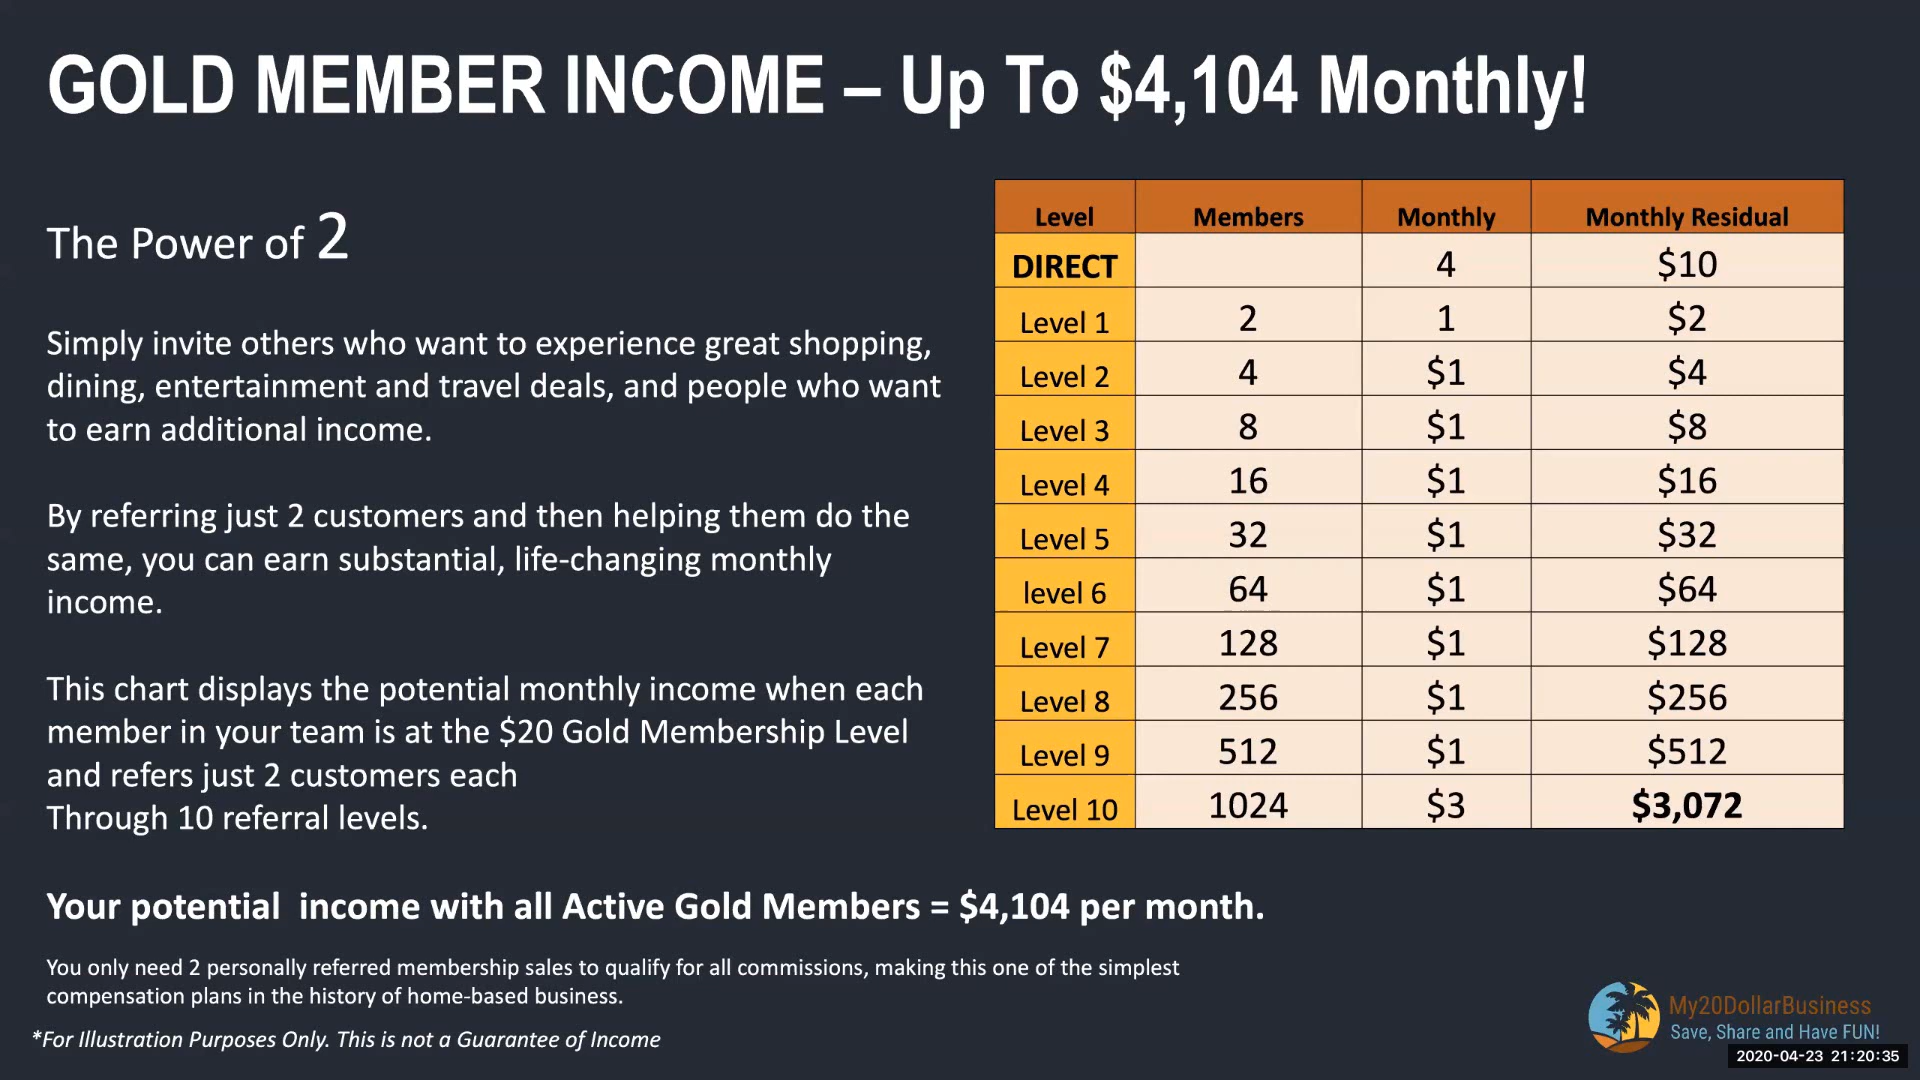 GOLD MEMBER INCOME – Up To $4,104 Monthly!
The Power of 2
Simply invite others who want to experience great shopping,
dining, entertainment and travel deals, and people who want
to earn additional income.
By referring just 2 customers and then helping them do the
same, you can earn substantial, life-changing monthly
income.
This chart displays the potential monthly income when each
member in your team is at the $20 Gold Membership Level
and refers just 2 customers each
Through 10 referral levels.
Level Members Monthly Monthly Residual
DIRECT 4 $10
Level 1 2 1 $2
Level 2 4 $1 $4
Level 3 8 $1 $8
Level 4 16 $1 $16
Level 5 32 $1 $32
level 6 64 $1 $64
Level 7 128 $1 $128
Level 8 256 $1 $256
Level 9 512 $1 $512
Level 10 1024 $3 $3,072
Your potential  income with all Active Gold Members = $4,104 per month.
You only need 2 personally referred membership sales to qualify for all commissions, making this one of the simplest
compensation plans in the history of home-based business.
*For Illustration Purposes Only. This is not a Guarantee of Income
My20DollarBusiness
Save, Share and Have FUN!
2020-04-23 21:20:35